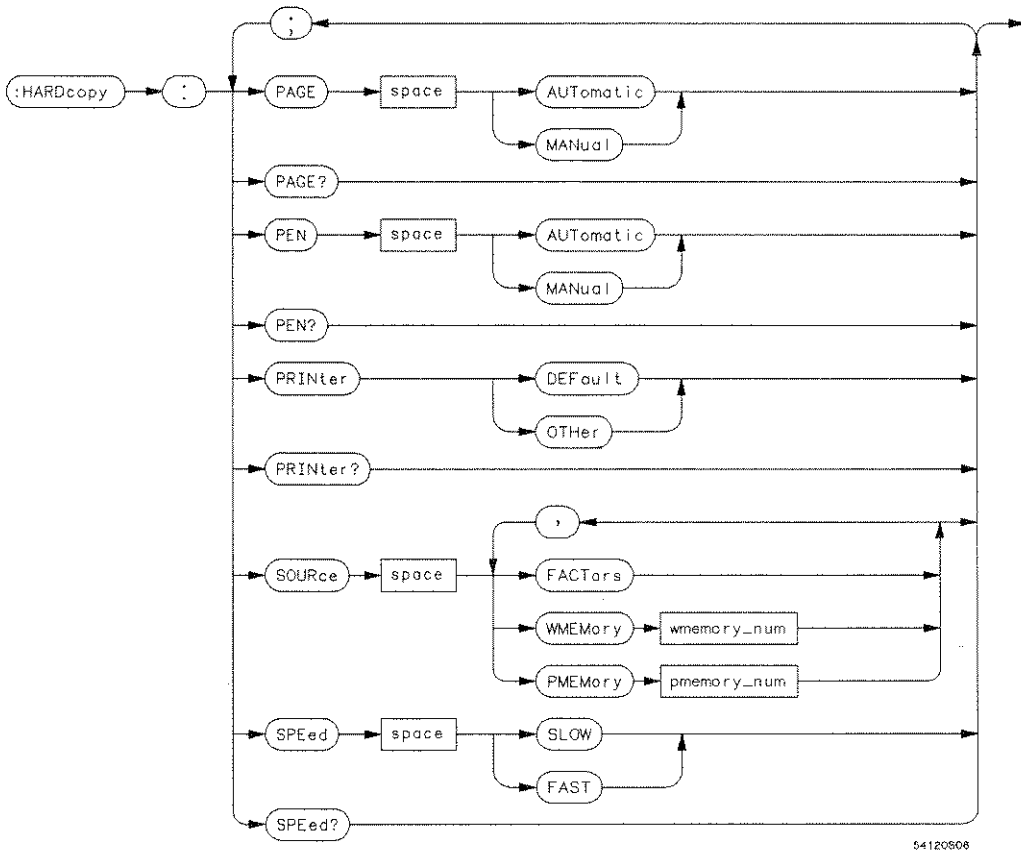 ;
:HARDcopy : PAGE space AUTomatic
MANual
PAGE?
PEN space AUTomatic
MANual
PEN?
PRINter DEFault
OTHer
PRINter?
,
SOURce space FACTors
WMEMory wmemory_num
PMEMory pmemory_num
SPEed space SLOW
FAST
SPEed?
54120S06